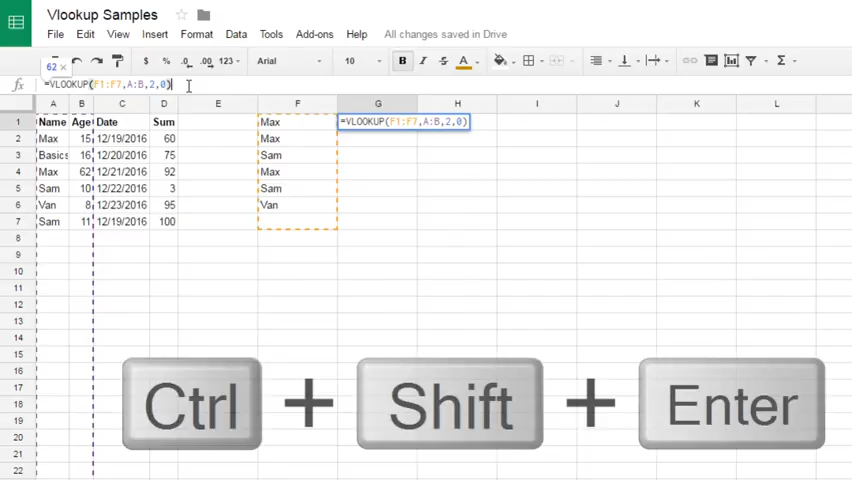 Vlookup Samples
File Edit View Insert Format Data Tools Add-ons Help All changes saved in Drive
62 ×
$ % .0 .00 123 Arial 10 B I S A Σ
fx =VLOOKUP(F1:F7,A:B,2,0)
A B C D E F G H I J K L
1 Name Age Date Sum Max =VLOOKUP(F1:F7,A:B,2,0)
2 Max 15 12/19/2016 60 Max
3 Basics 16 12/20/2016 75 Sam
4 Max 62 12/21/2016 92 Max
5 Sam 10 12/22/2016 3 Sam
6 Van 8 12/23/2016 95 Van
7 Sam 11 12/19/2016 100
8
9
10
11
12
13
14
15
16
17
18
19
20
21
22
Ctrl + Shift + Enter